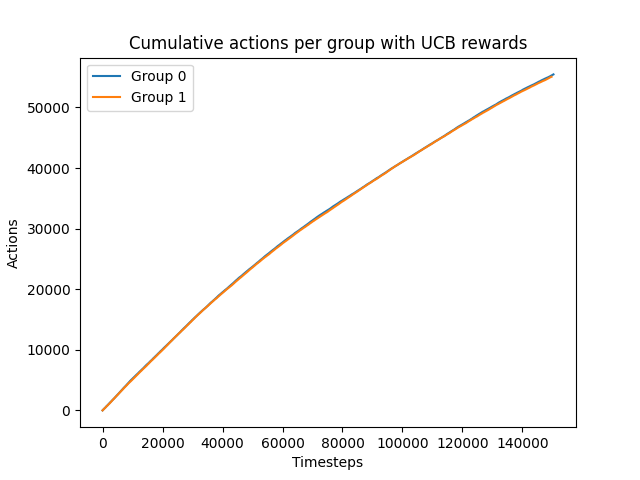 Cumulative actions per group with UCB rewards
Group 0
Group 1
Actions
50000
40000
30000
20000
10000
0
0 20000 40000 60000 80000 100000 120000 140000
Timesteps